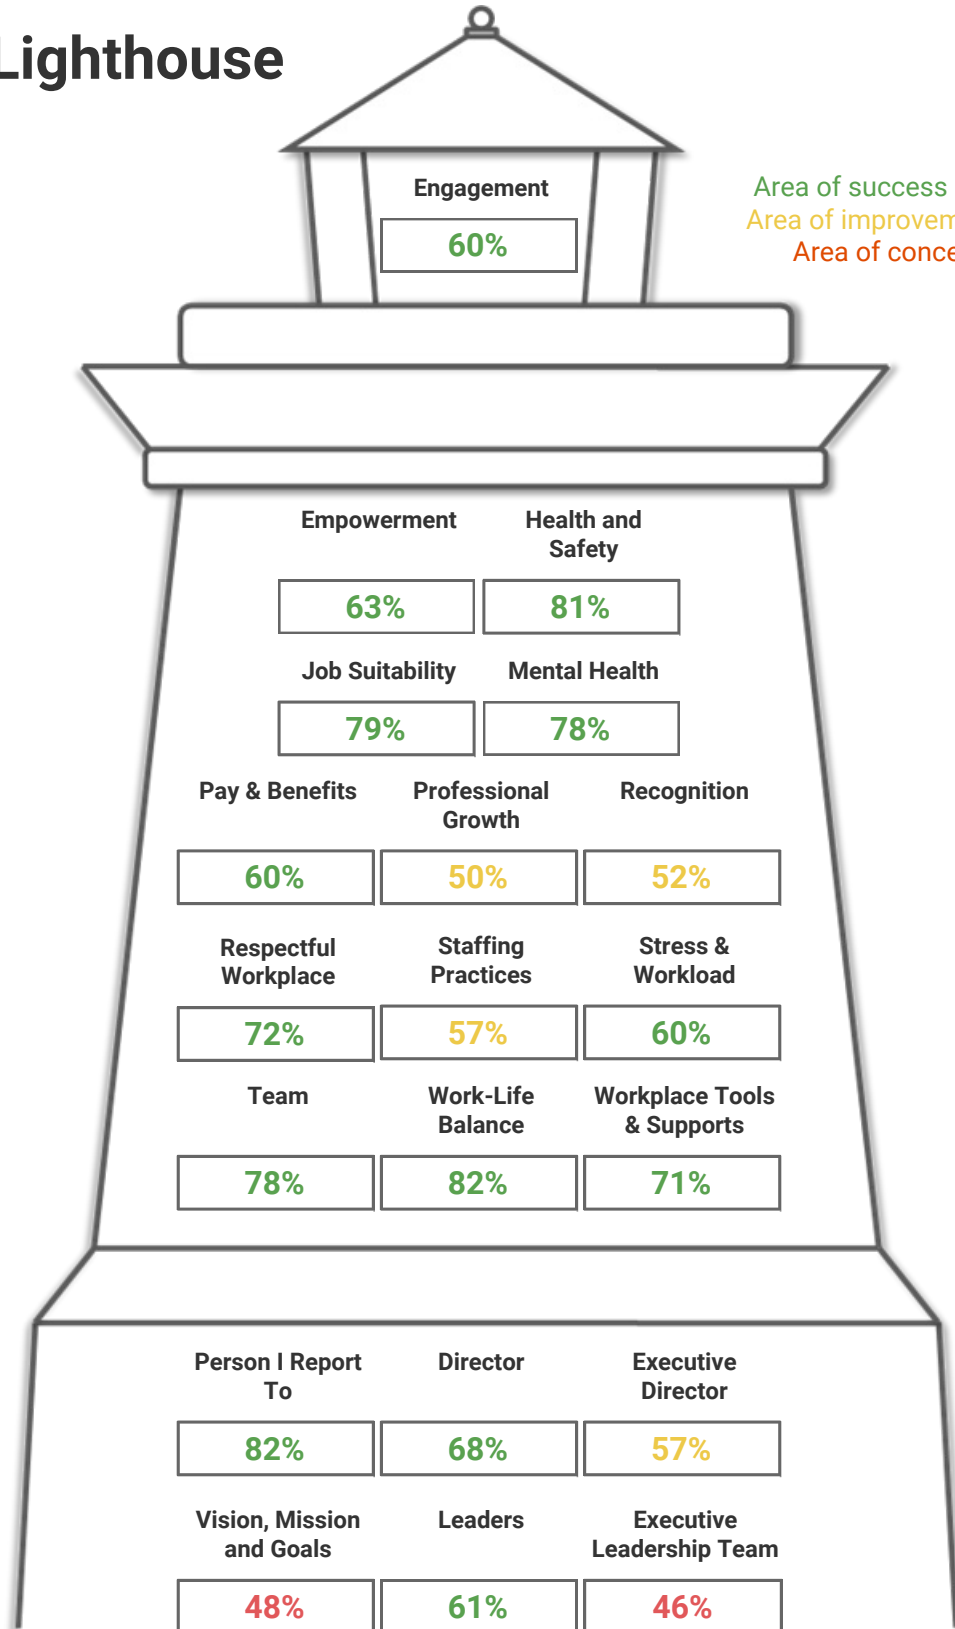 Lighthouse
Engagement
60%
Area of success
Area of
Area of
Empowerment
Health and
Safety
63%
81%
Job Suitability
Mental Health
79%
78%
Pay & Benefits
Professional
Growth
Recognition
60%
50%
52%
Respectful
Workplace
Staffing
Practices
Stress &
Workload
72%
57%
60%
Team
Work-Life
Balance
Workplace Tools
& Supports
78%
82%
71%
Person I Report
To
Director
Executive
Director
82%
68%
57%
Vision, Mission
and Goals
Leaders
Executive
Leadership Team
48%
61%
46%